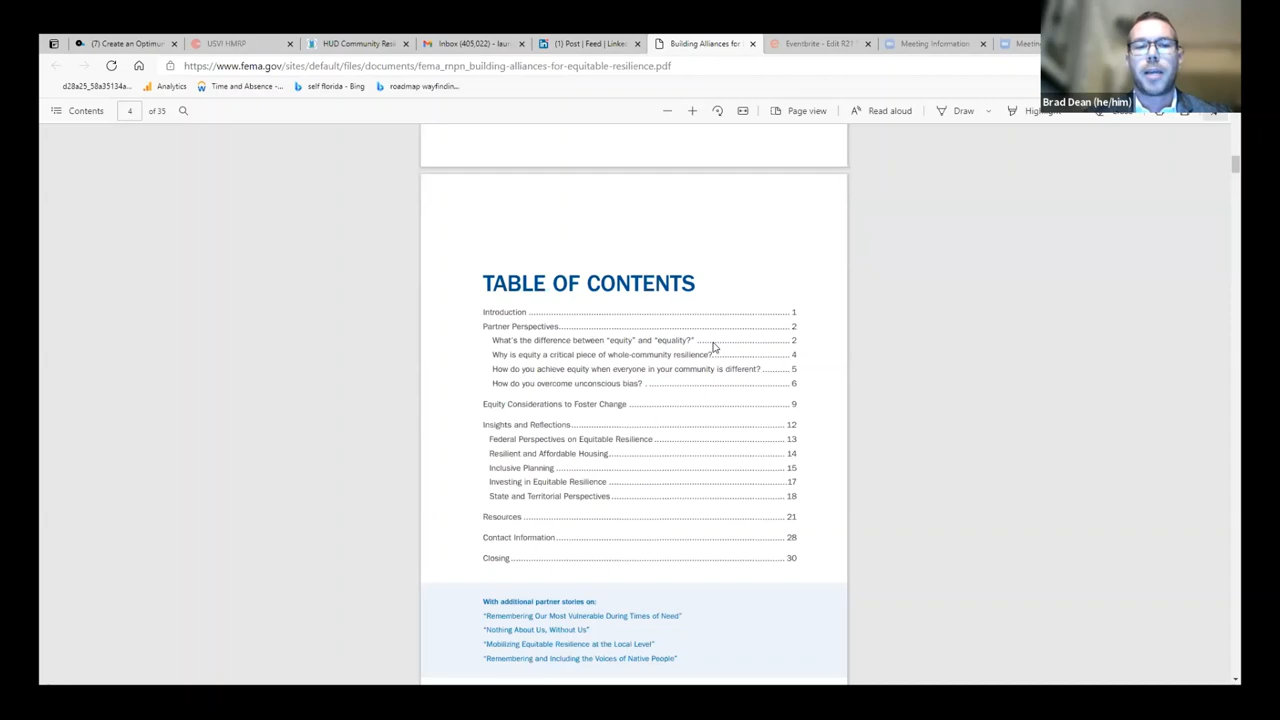 (7) Create an Optimur
USVI HMRP
HUD Community Resi
Inbox (405,022) - laur
(1) Post | Feed | Linke
Building Alliances for
Eventbrite - Edit R21
Meeting Information
Meetin
https://www.fema.gov/sites/default/files/documents/fema_rnpn_building-alliances-for-equitable-resilience.pdf
d28a25_58a35134a...
Analytics
Time and Absence -...
self florida - Bing
roadmap wayfindin...
Brad Dean (he/him)
Contents
4
of 35
Page view
Read aloud
Draw
TABLE OF CONTENTS
Introduction 1
Partner Perspectives 2
What's the difference between “equity” and “equality?” 2
Why is equity a critical piece of whole-community resilience? 4
How do you achieve equity when everyone in your community is different? 5
How do you overcome unconscious bias? 6
Equity Considerations to Foster Change 9
Insights and Reflections 12
Federal Perspectives on Equitable Resilience 13
Resilient and Affordable Housing 14
Inclusive Planning 15
Investing in Equitable Resilience 17
State and Territorial Perspectives 18
Resources 21
Contact Information 28
Closing 30
With additional partner stories on:
“Remembering Our Most Vulnerable During Times of Need”
“Nothing About Us, Without Us”
“Mobilizing Equitable Resilience at the Local Level”
“Remembering and Including the Voices of Native People”